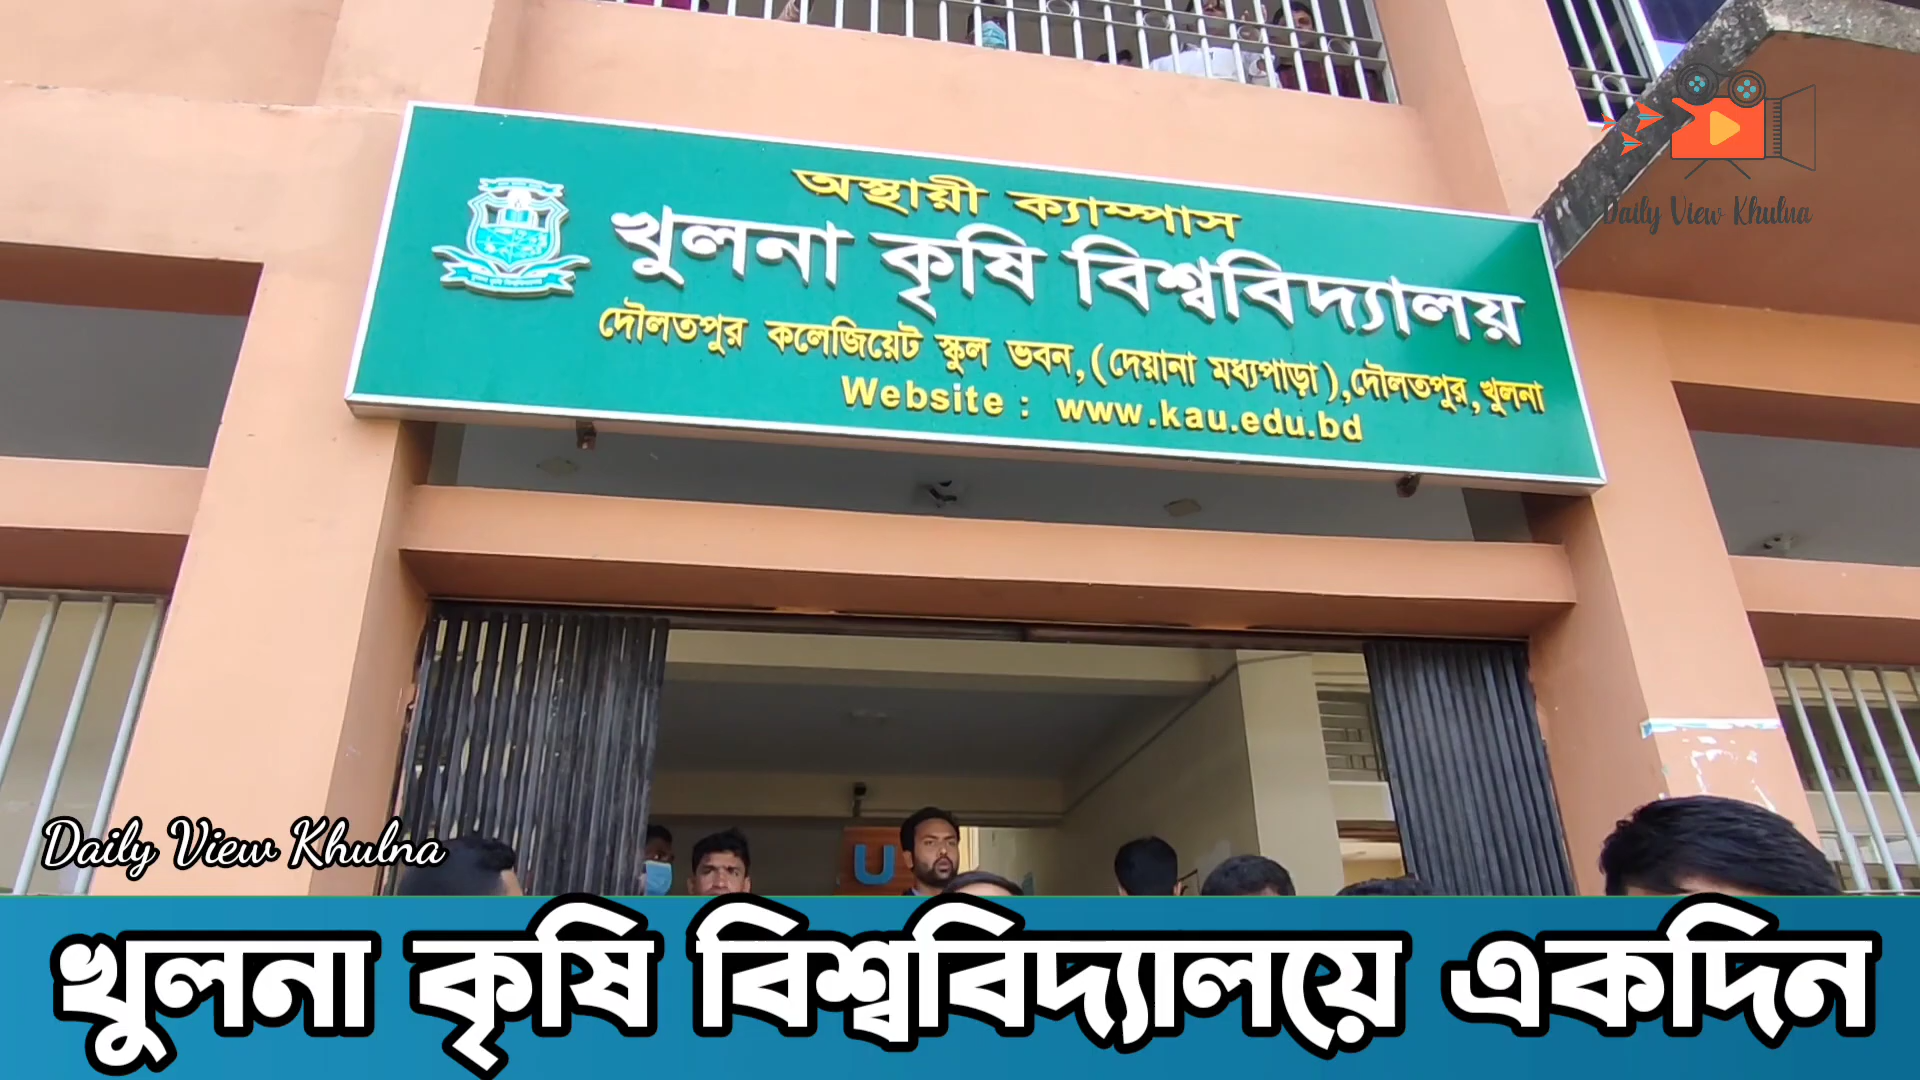 অস্থায়ী ক্যাম্পাস
খুলনা কৃষি বিশ্ববিদ্যালয়
দৌলতপুর কলেজিয়েট স্কুল ভবন,(দেয়ানা মধ্যপাড়া),দৌলতপুর,খুলনা
Website : www.kau.edu.bd
Daily View Khulna
U
Daily View Khulna
খুলনা কৃষি বিশ্ববিদ্যালয়ে একদিন